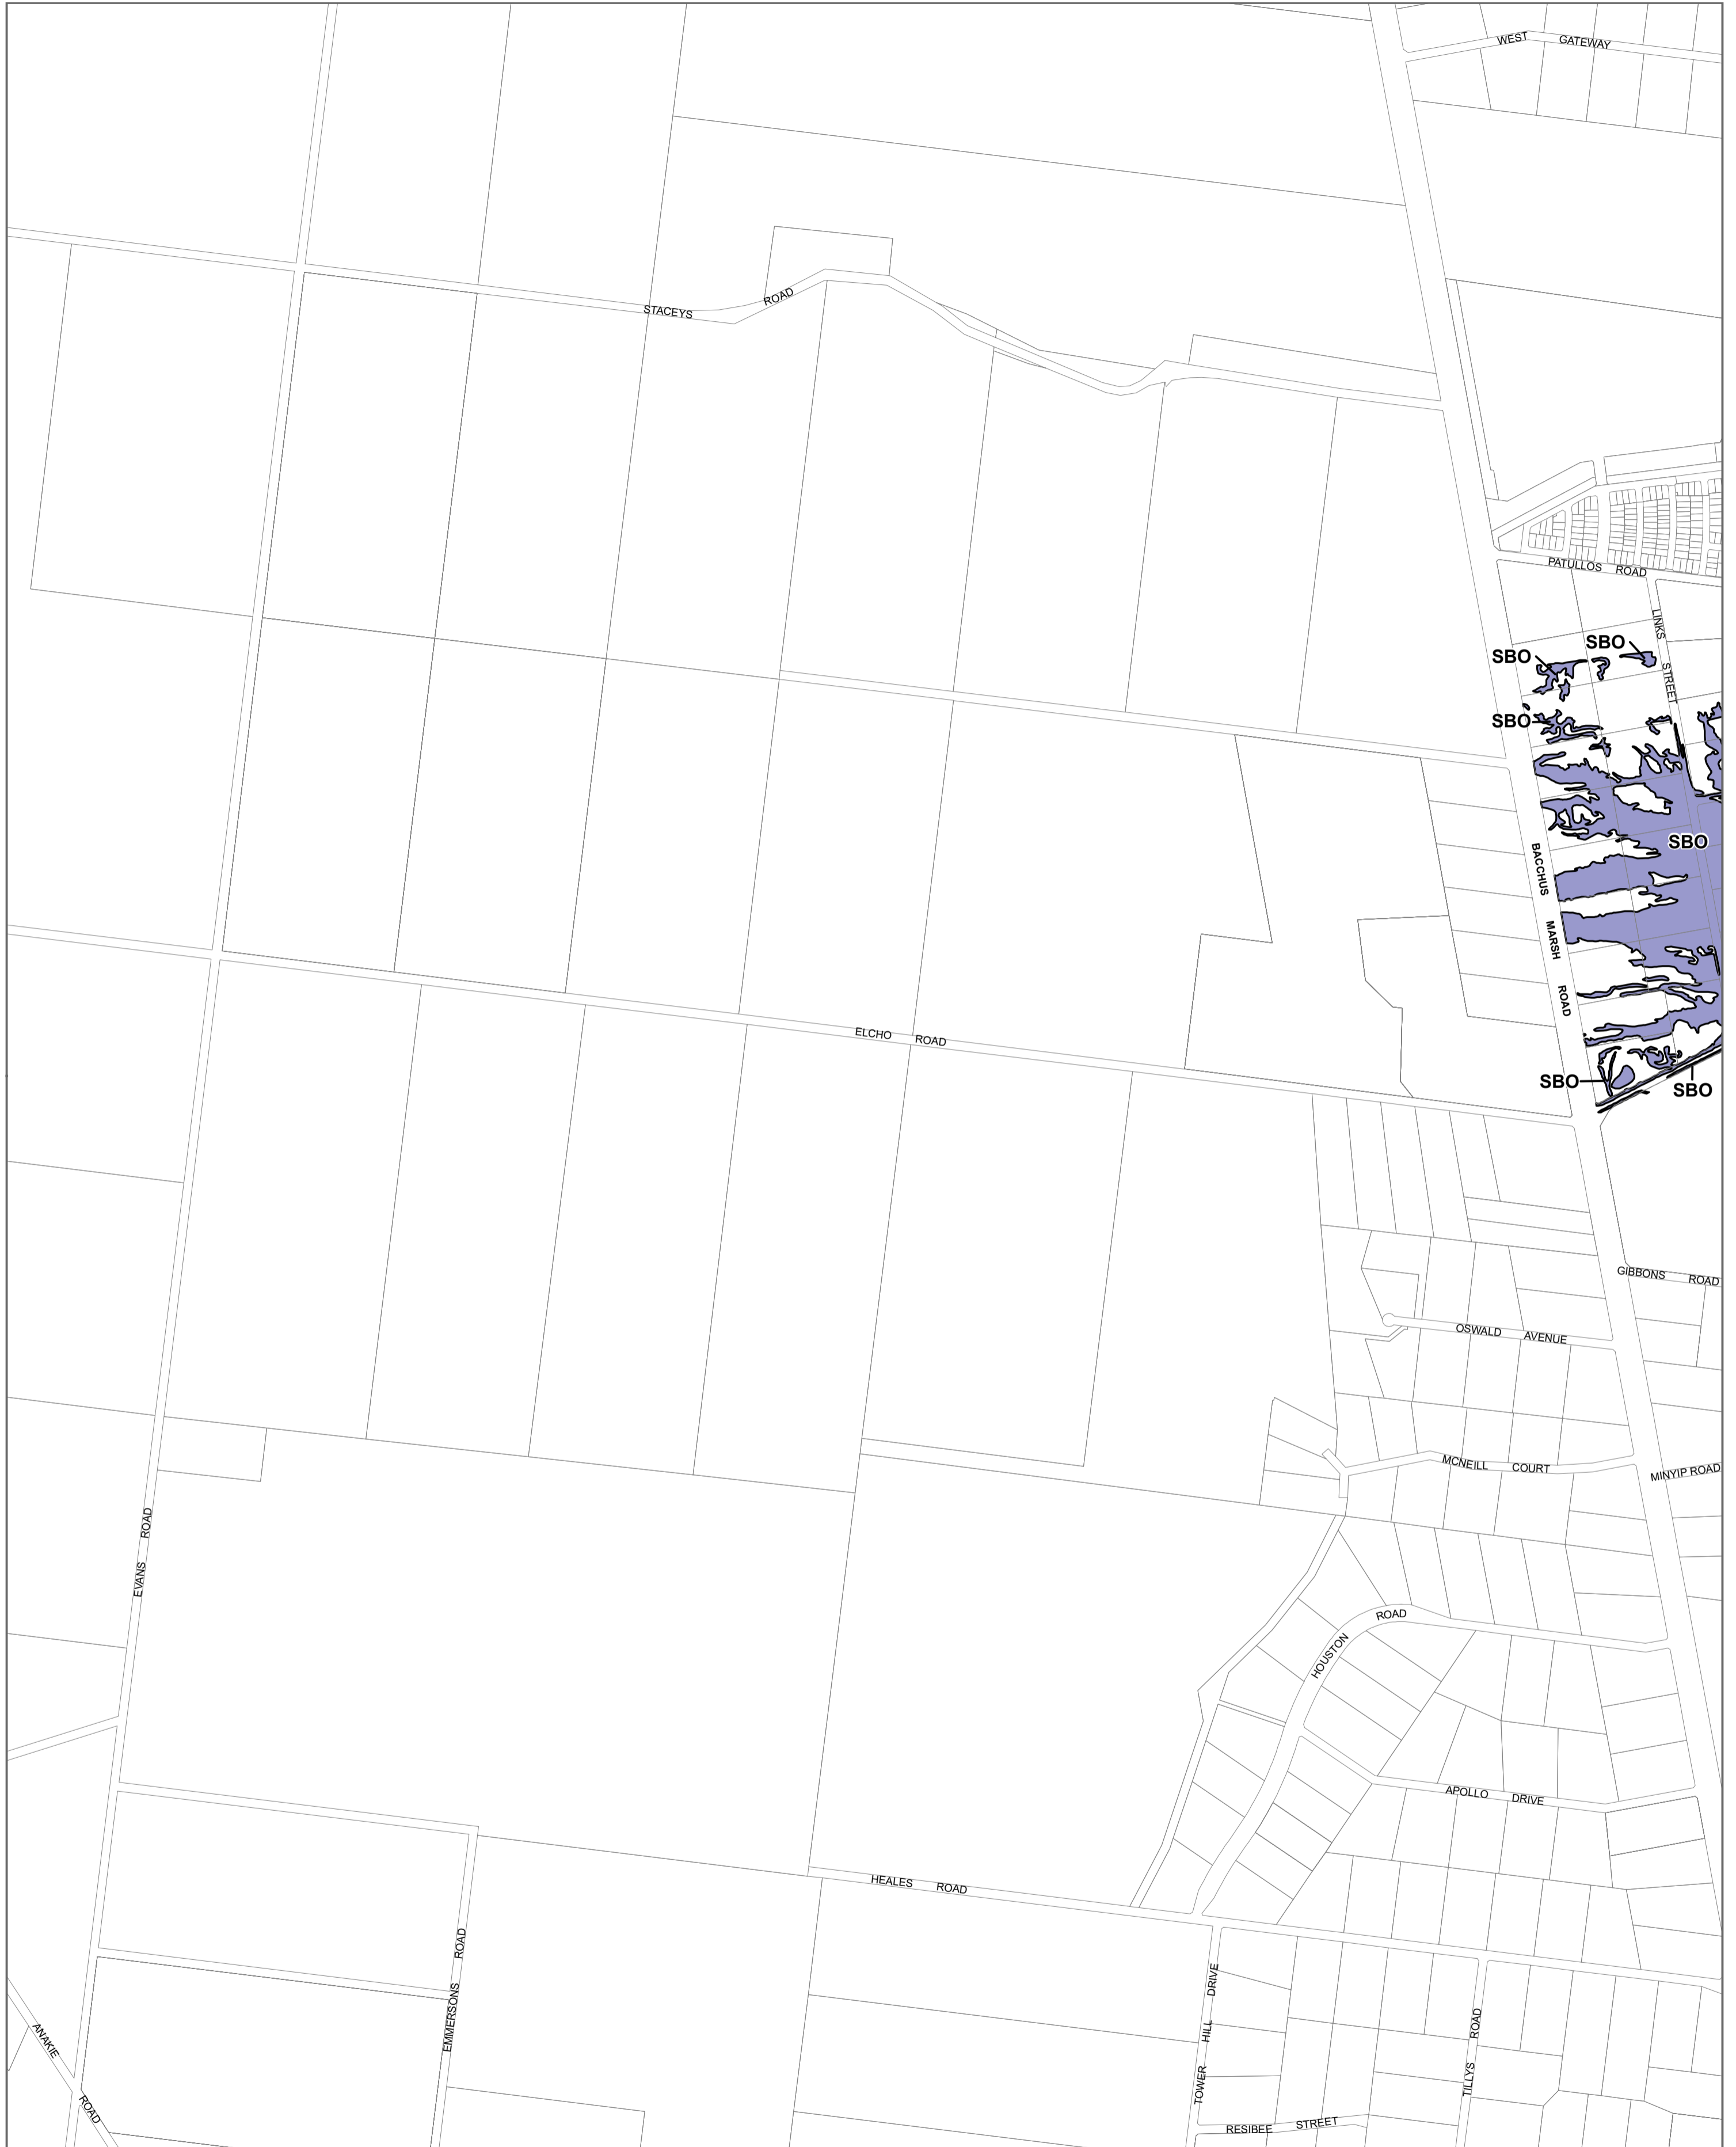 WEST GATEWAY
STACEYS ROAD
PATULLOS ROAD
LINKS STREET
SBO
SBO
SBO
SBO
BACCHUS MARSH ROAD
ELCHO ROAD
SBO
SBO
GIBBONS ROAD
OSWALD AVENUE
MCNEILL COURT
MINYIP ROAD
EVANS ROAD
HOUSTON ROAD
APOLLO DRIVE
HEALES ROAD
EMMERSONS ROAD
TOWER HILL DRIVE
TILLYS ROAD
ANAKIE ROAD
RESIBEE STREET